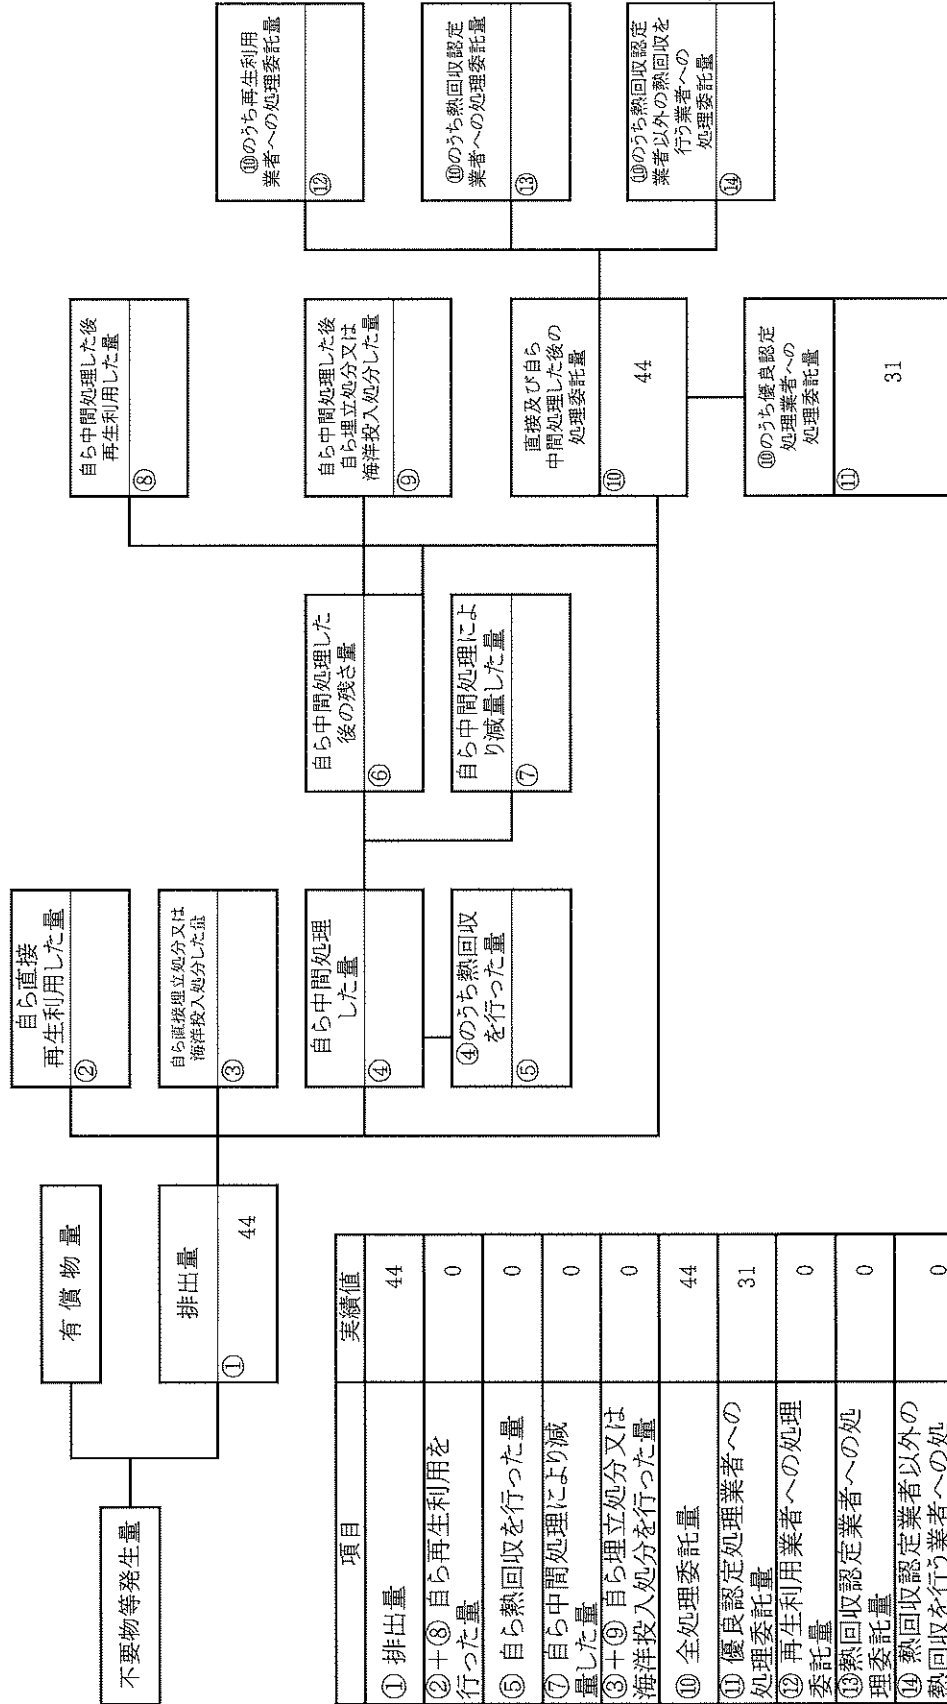 不要物等発生量
有償物量
排出量
①
44
自ら直接
再生利用した量
②
自ら直接埋立処分又は
海洋投入処分した量
③
自ら中間処理
した量
④
④のうち熱回収
を行った量
⑤
自ら中間処理した
後の残さ量
⑥
自ら中間処理によ
り減量した量
⑦
自ら中間処理した後
再生利用した量
⑧
自ら中間処理した後
自ら埋立処分又は
海洋投入処分した量
⑨
直接及び自ら
中間処理した後の
処理委託量
⑩
44
⑩のうち優良認定
処理業者への
処理委託量
⑪
31
⑩のうち再生利用
業者への処理委託量
⑫
⑩のうち熱回収認定
業者への処理委託量
⑬
⑩のうち熱回収認定
業者以外の熱回収を
行う業者への
処理委託量
⑭
項目 実績値
① 排出量 44
②+⑧ 自ら再生利用を
行った量 0
⑤ 自ら熱回収を行った量 0
⑦ 自ら中間処理により減
量した量 0
③+⑨ 自ら埋立処分又は
海洋投入処分を行った量 0
⑩ 全処理委託量 44
⑪ 優良認定処理業者への
処理委託量 31
⑫ 再生利用業者への処理
委託量 0
⑬熱回収認定業者への処
理委託量 0
⑭ 熱回収認定業者以外の
熱回収を行う業者への処 0